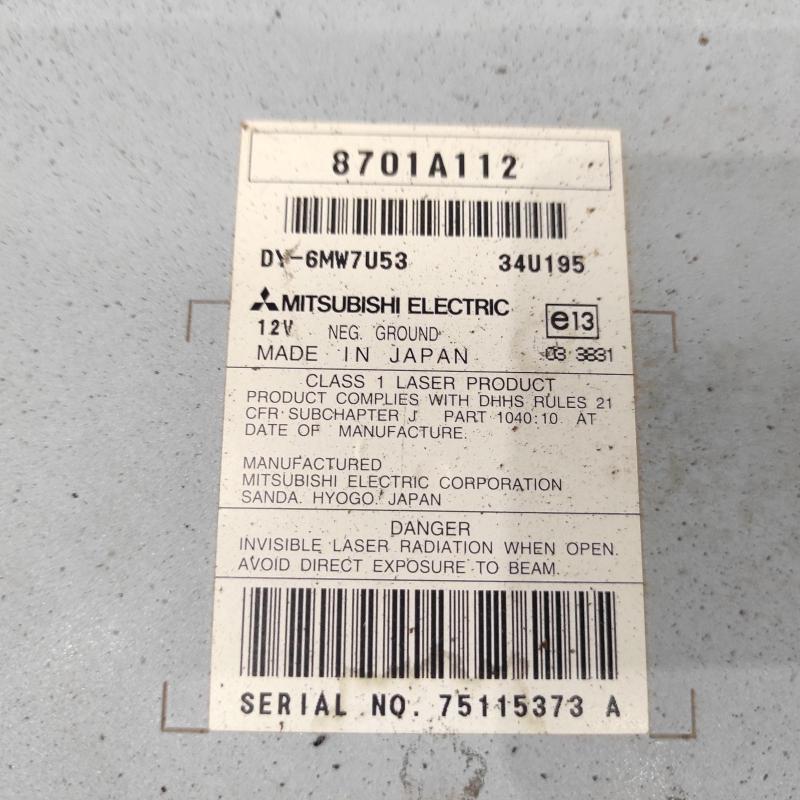 8701A112
DY-6MW7U53 34U195
MITSUBISHI ELECTRIC
12V NEG. GROUND
e13
MADE IN JAPAN 03 3831
CLASS 1 LASER PRODUCT
PRODUCT COMPLIES WITH DHHS RULES 21
CFR SUBCHAPTER J PART 1040:10 AT
DATE OF MANUFACTURE.
MANUFACTURED
MITSUBISHI ELECTRIC CORPORATION
SANDA. HYOGO. JAPAN
DANGER
INVISIBLE LASER RADIATION WHEN OPEN.
AVOID DIRECT EXPOSURE TO BEAM.
SERIAL NO. 75115373 A